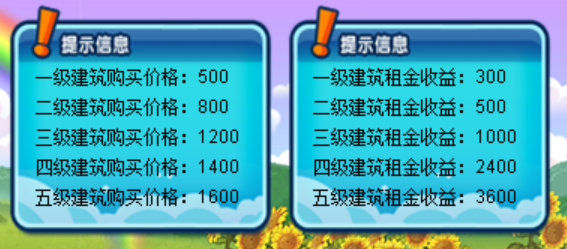 提示信息
一级建筑购买价格：500
二级建筑购买价格：800
三级建筑购买价格：1200
四级建筑购买价格：1400
五级建筑购买价格：1600
提示信息
一级建筑租金收益：300
二级建筑租金收益：500
三级建筑租金收益：1000
四级建筑租金收益：2400
五级建筑租金收益：3600